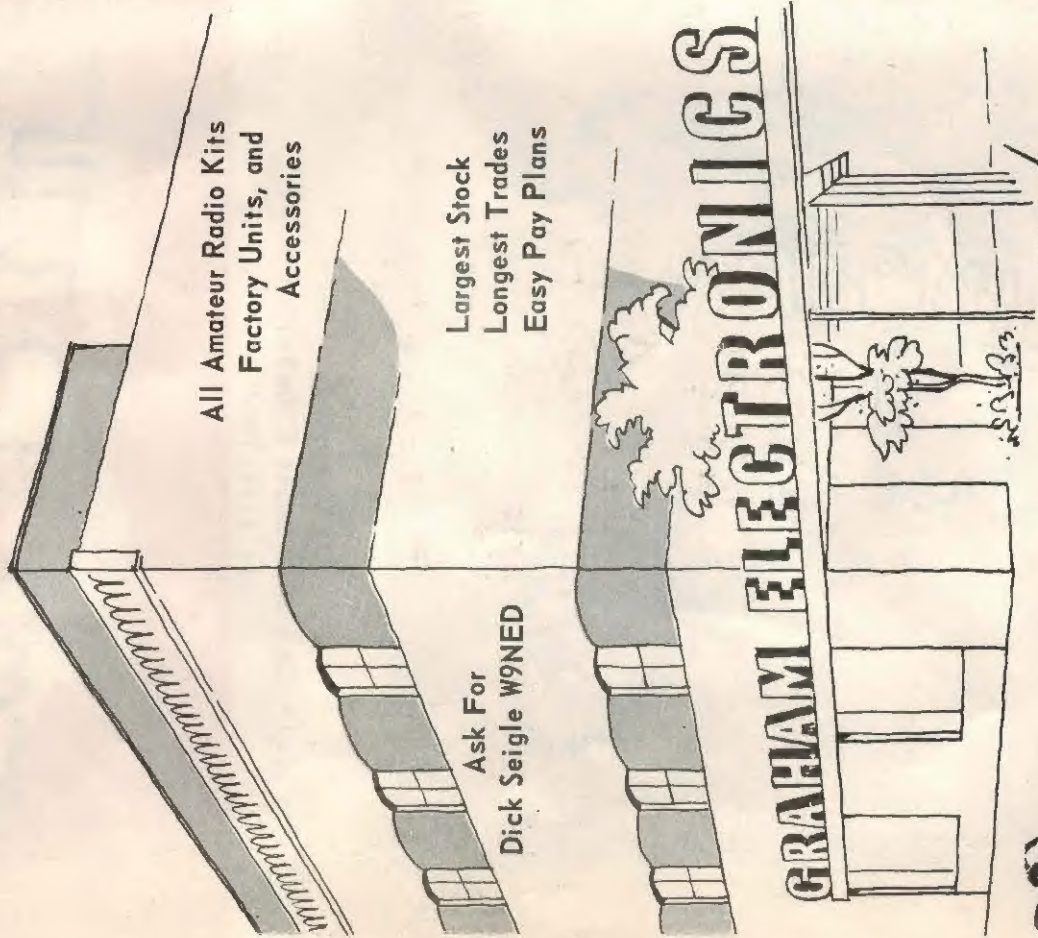 All Amateur Radio Kits
Factory Units, and
Accessories
Largest Stock
Longest Trades
Easy Pay Plans
Ask For
Dick Seigle W9NED
GRAHAM ELECTRONICS